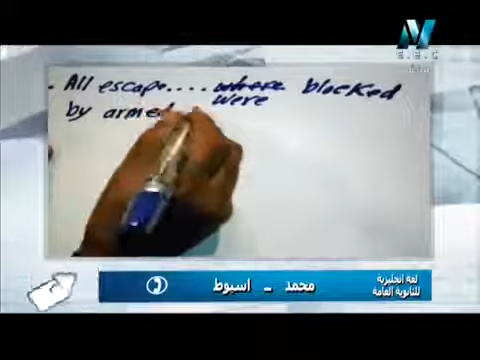 . All escape.... where blocked
were
by armed
محمد - اسيوط
لغة انجليزية
للثانوية العامة